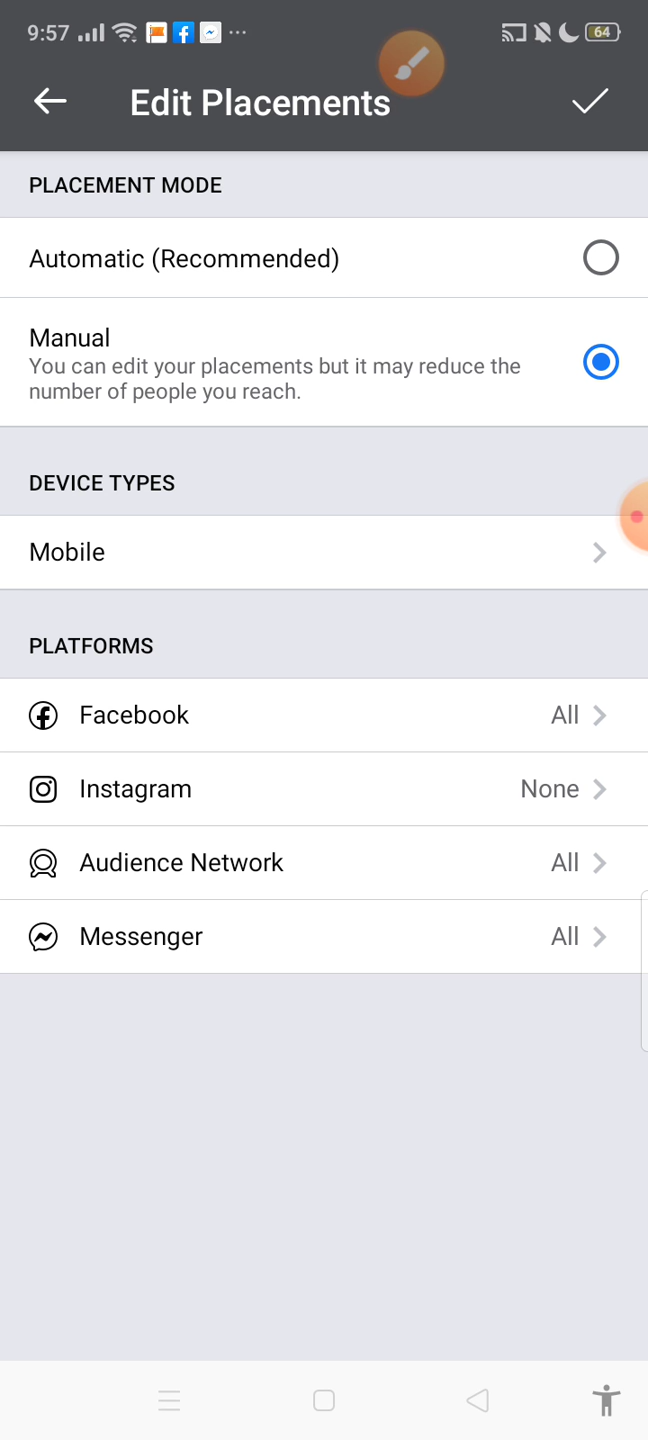 9:57
64
Edit Placements
PLACEMENT MODE
Automatic (Recommended)
Manual
You can edit your placements but it may reduce the
number of people you reach.
DEVICE TYPES
Mobile
PLATFORMS
Facebook All
Instagram None
Audience Network All
Messenger All